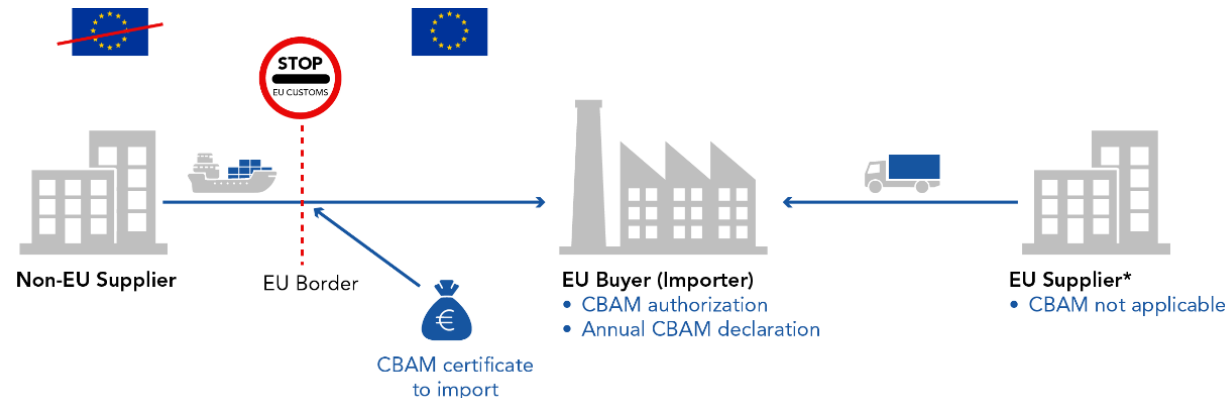 STOP
EU CUSTOMS
Non-EU Supplier
EU Border
CBAM certificate
to import
EU Buyer (Importer)
• CBAM authorization
• Annual CBAM declaration
EU Supplier*
• CBAM not applicable